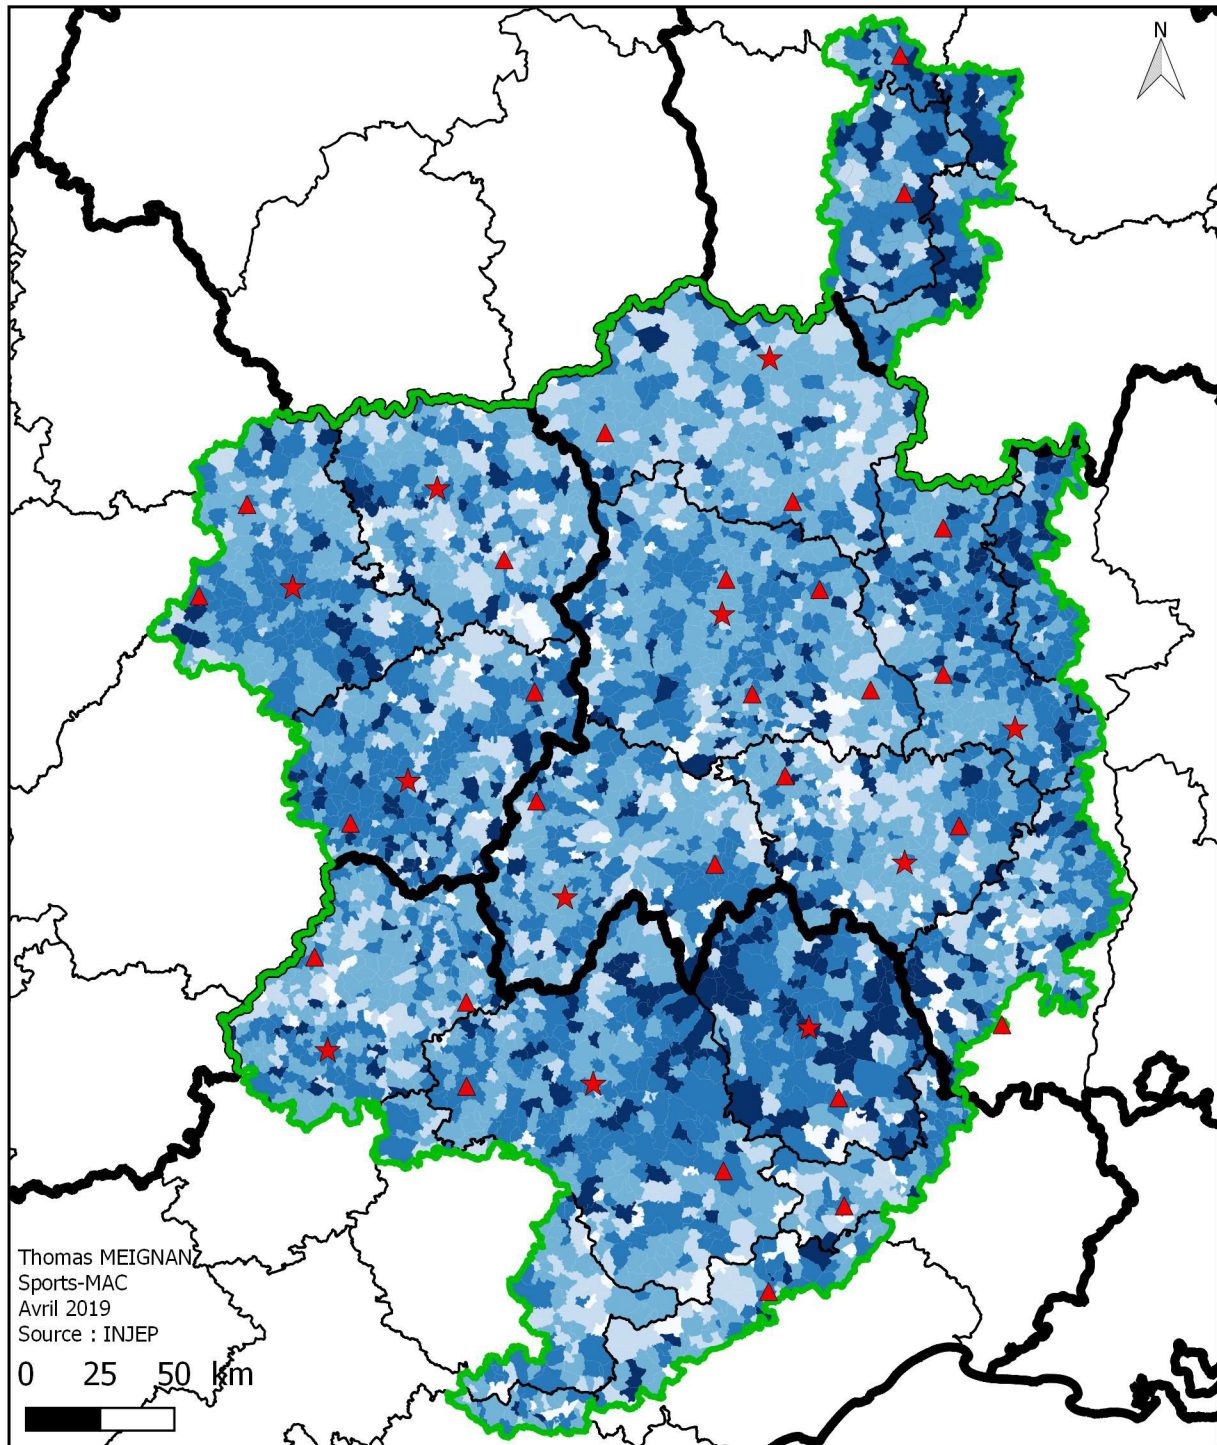 N
Thomas MEIGNAN
Sports-MAC
Avril 2019
Source : INJEP
0 25 50 km